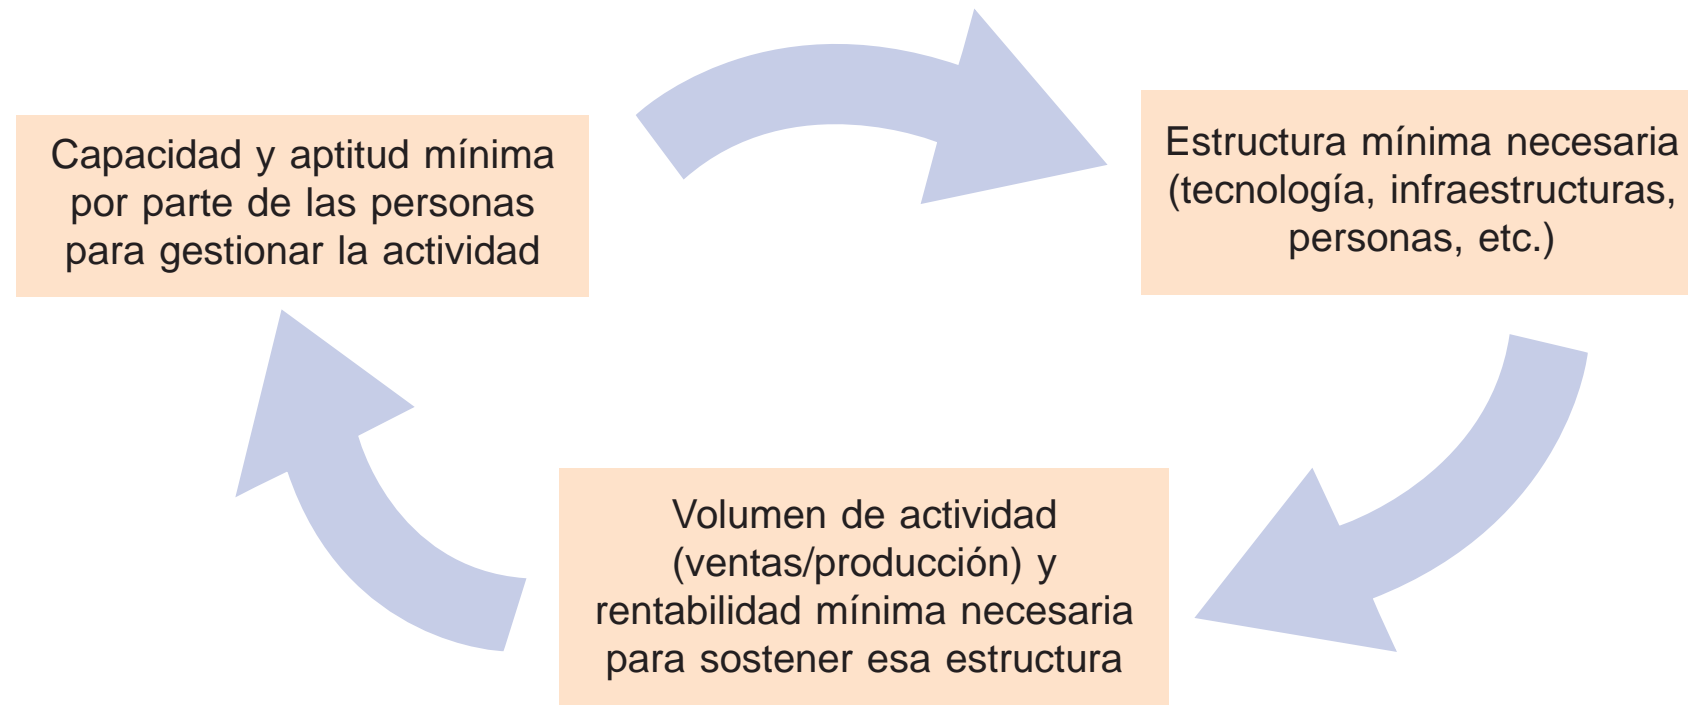 Capacidad y aptitud mínima
por parte de las personas
para gestionar la actividad
Estructura mínima necesaria
(tecnología, infraestructuras,
personas, etc.)
Volumen de actividad
(ventas/producción) y
rentabilidad mínima necesaria
para sostener esa estructura